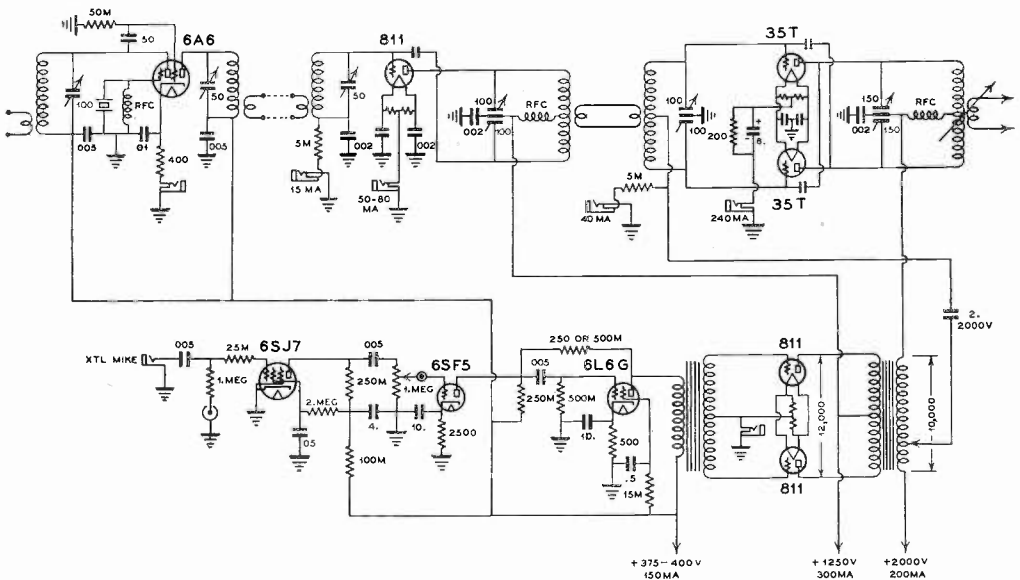 50M
50
6A6
100
RFC
50
005
01
005
400
811
50
5M
002
002
15 MA
50-80
MA
100
002
100
RFC
35T
100
100
200
8.
5M
40 MA
240MA
35T
150
002
150
RFC
2.
2000V
XTL MIKE
005
25M
6SJ7
1.MEG
2.MEG
05
250M
100M
005
1.MEG
4.
10.
6SF5
2500
250 OR 500M
250M
005
500M
6L6G
10.
500
.5
15M
811
12,000
811
10,000
+375-400V
150MA
+1250V
300MA
+2000V
200MA